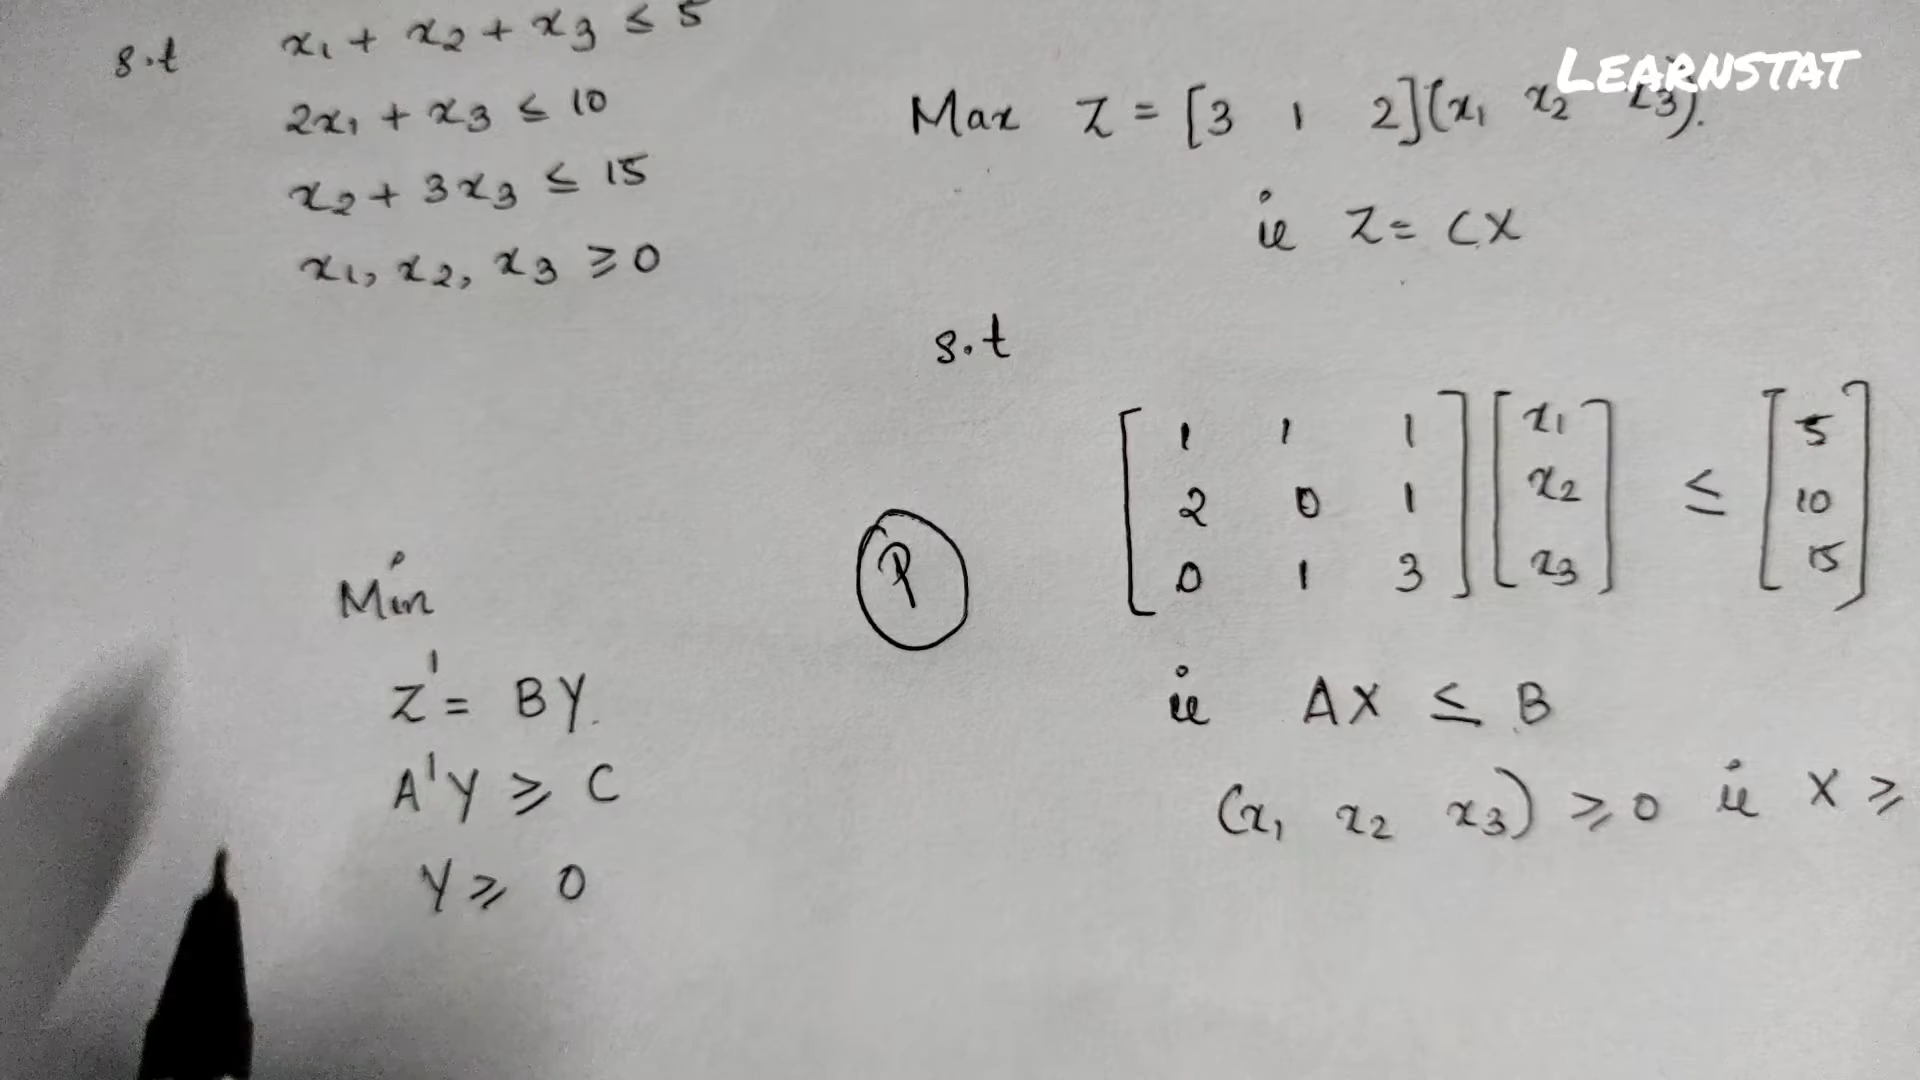 s.t x₁ + x₂ + x₃ ≤ 5
2x₁ + x₃ ≤ 10
x₂ + 3x₃ ≤ 15
x₁, x₂, x₃ ≥ 0
Min
Z' = BY.
A'Y ≥ C
Y ≥ 0
LEARNSTAT
Max Z = [3 1 2](x₁ x₂ x₃).
ie Z = CX
s.t
P
[1 1 1] [x₁] ≤ [5]
[2 0 1] [x₂] [10]
[0 1 3] [x₃] [15]
ie AX ≤ B
(x₁ x₂ x₃) ≥ 0 ie X ≥